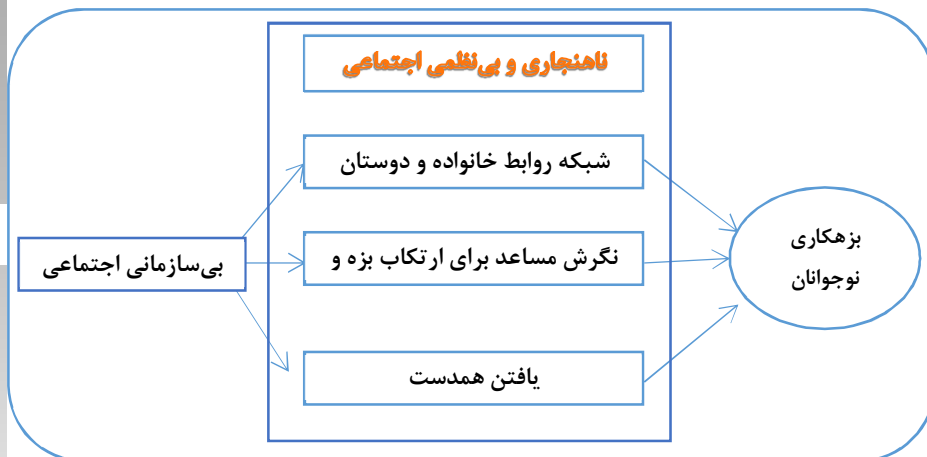 ناهنجاری و بی‌نظمی اجتماعی
شبکه روابط خانواده و دوستان
نگرش مساعد برای ارتکاب بزه و
بی‌سازمانی اجتماعی
بزهکاری
نوجوانان
یافتن همدست